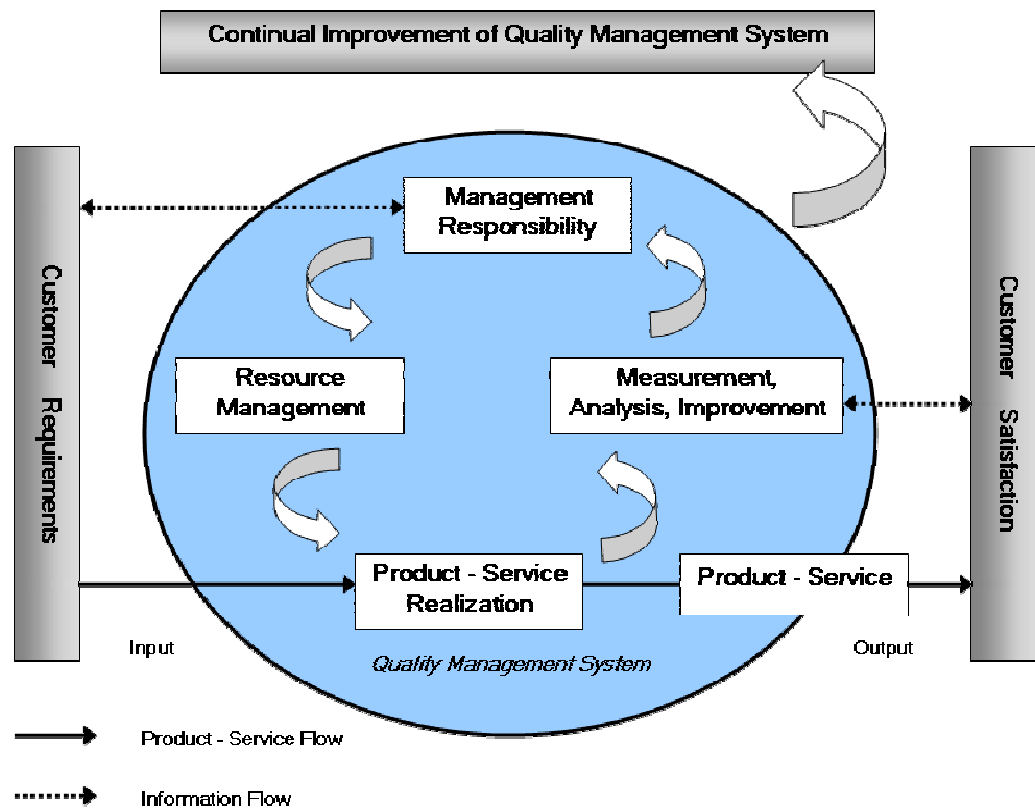 Continual Improvement of Quality Management System
Customer Requirements
Management
Responsibility
Customer Satisfaction
Resource
Management
Measurement,
Analysis, Improvement
Product - Service
Realization
Product - Service
Input
Quality Management System
Output
Product - Service Flow
Information Flow